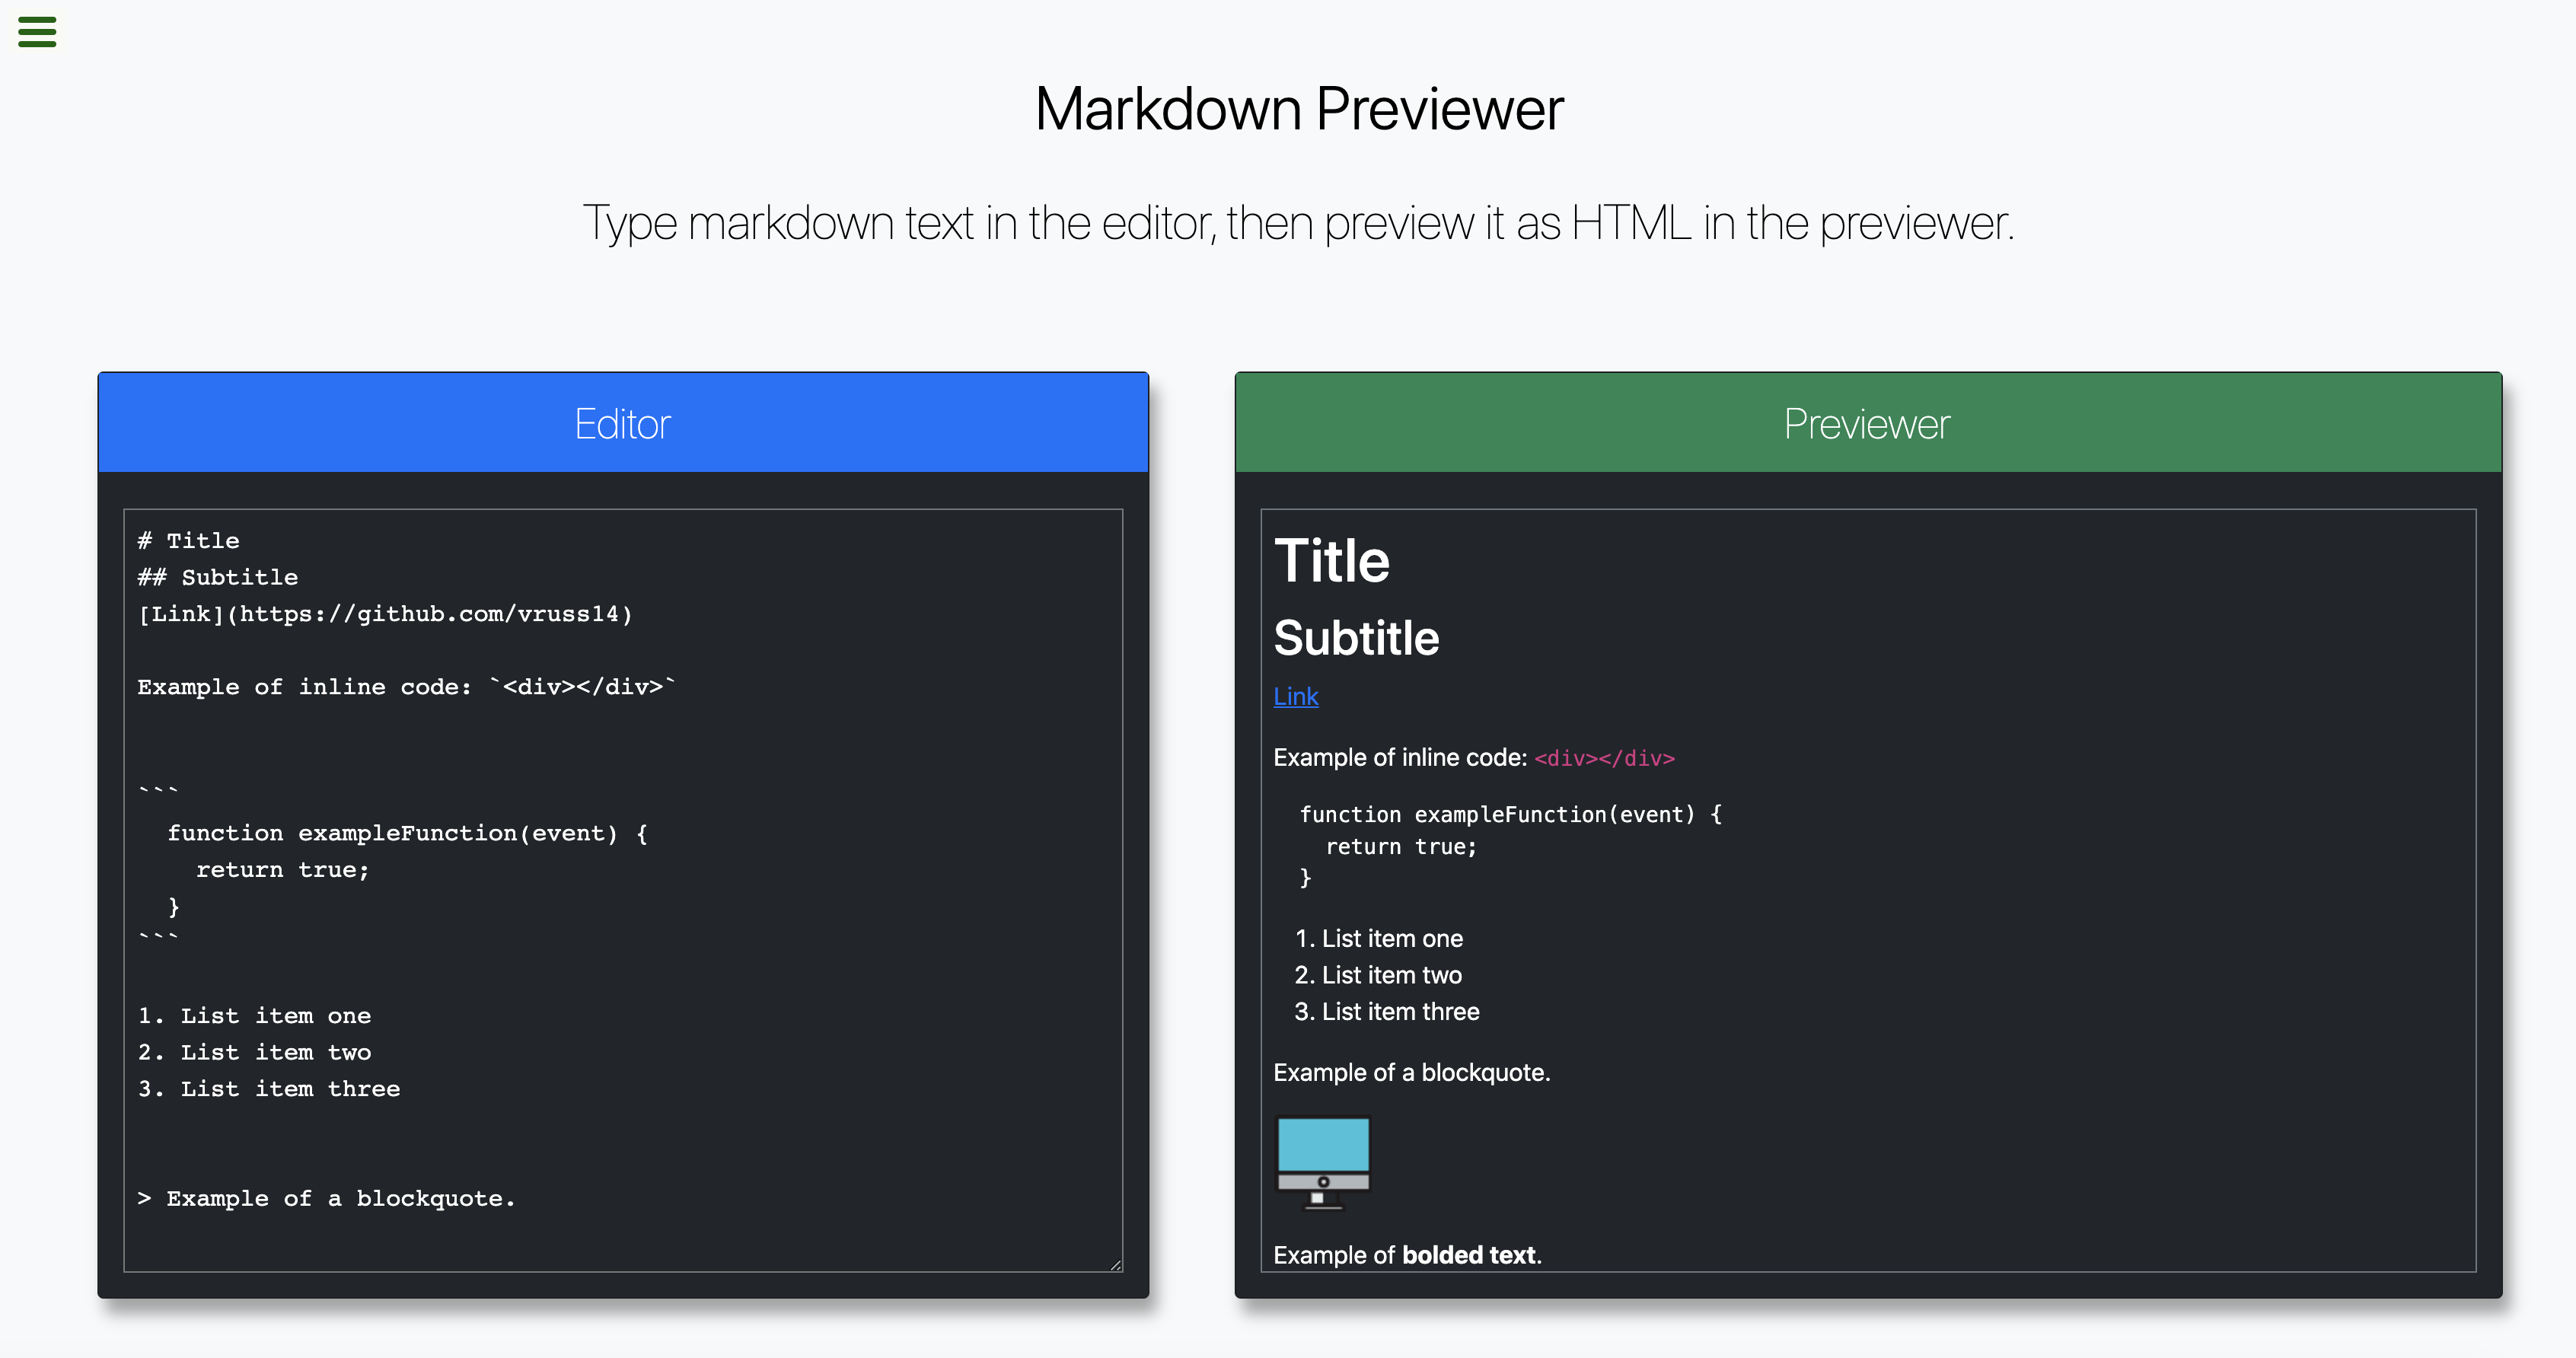 Markdown Previewer
Type markdown text in the editor, then preview it as HTML in the previewer.
Editor
# Title
## Subtitle
[Link](https://github.com/vruss14)
Example of inline code: `<div></div>`
```
function exampleFunction(event) {
return true;
}
```
1. List item one
2. List item two
3. List item three
> Example of a blockquote.
Previewer
Title
Subtitle
Link
Example of inline code: <div></div>
function exampleFunction(event) {
return true;
}
1. List item one
2. List item two
3. List item three
Example of a blockquote.
Example of bolded text.